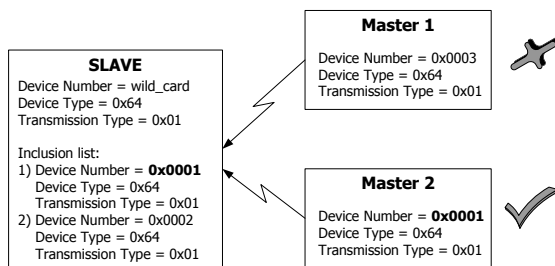 SLAVE
Device Number = wild_card
Device Type = 0x64
Transmission Type = 0x01
Inclusion list:
1) Device Number = 0x0001
Device Type = 0x64
Transmission Type = 0x01
2) Device Number = 0x0002
Device Type = 0x64
Transmission Type = 0x01
Master 1
Device Number = 0x0003
Device Type = 0x64
Transmission Type = 0x01
Master 2
Device Number = 0x0001
Device Type = 0x64
Transmission Type = 0x01